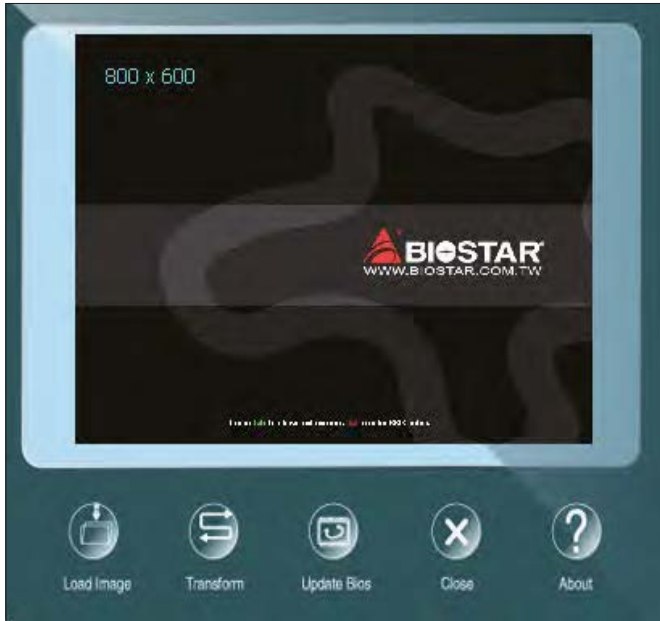 800 x 600
BIOSTAR
WWW.BIOSTAR.COM.TW
Load Image
Transform
Update Bios
Close
About